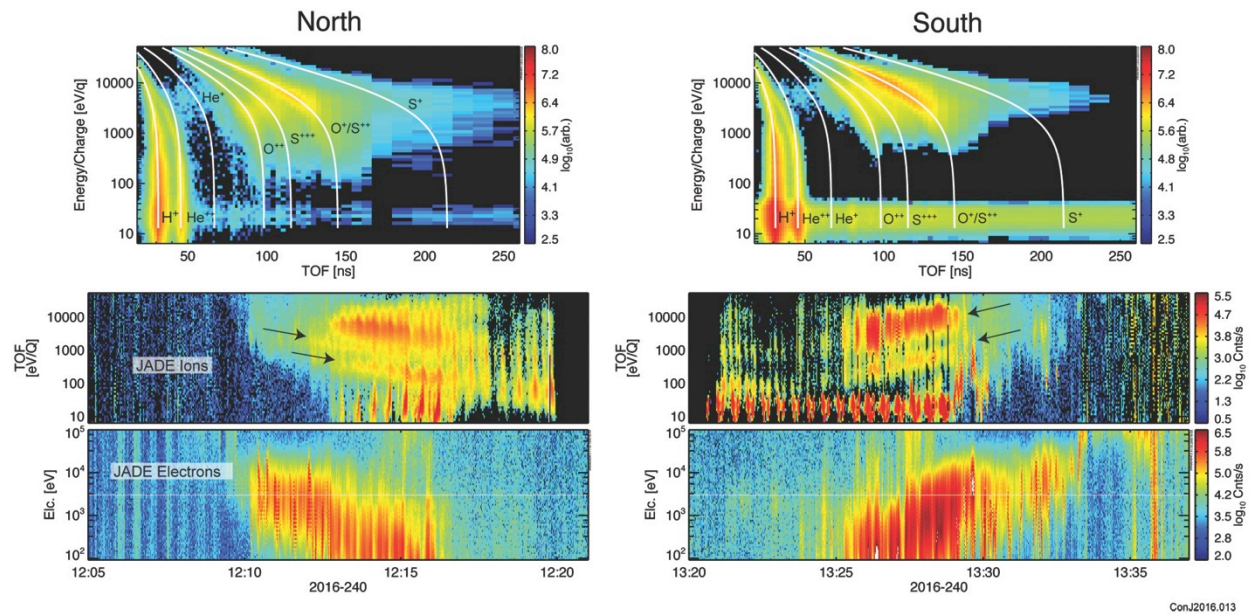 North
South
Energy/Charge [eV/q]
10000
1000
100
10
H⁺
He⁺⁺
He⁺
O⁺⁺
S⁺⁺⁺
O⁺/S⁺⁺
S⁺
50 100 150 200 250
TOF [ns]
8.0
7.2
6.4
5.7
4.9
4.1
3.3
2.5
log₁₀(arb.)
Energy/Charge [eV/q]
10000
1000
100
10
H⁺
He⁺⁺
He⁺
O⁺⁺
S⁺⁺⁺
O⁺/S⁺⁺
S⁺
50 100 150 200 250
TOF [ns]
8.0
7.2
6.4
5.7
4.9
4.1
3.3
2.5
log₁₀(arb.)
TOF
[eV/Q]
10000
1000
100
10
JADE Ions
TOF
[eV/Q]
10000
1000
100
10
5.5
4.7
3.9
3.2
2.2
1.3
0.5
log₁₀ Cnts/s
Elc. [eV]
10⁵
10⁴
10³
10²
JADE Electrons
12:05 12:10 12:15 12:20
2016-240
Elc. [eV]
10⁵
10⁴
10³
10²
13:20 13:25 13:30 13:35
2016-240
6.5
5.8
5.2
4.2
3.5
2.8
2.0
log₁₀ Cnts/s
ConJ2016.013